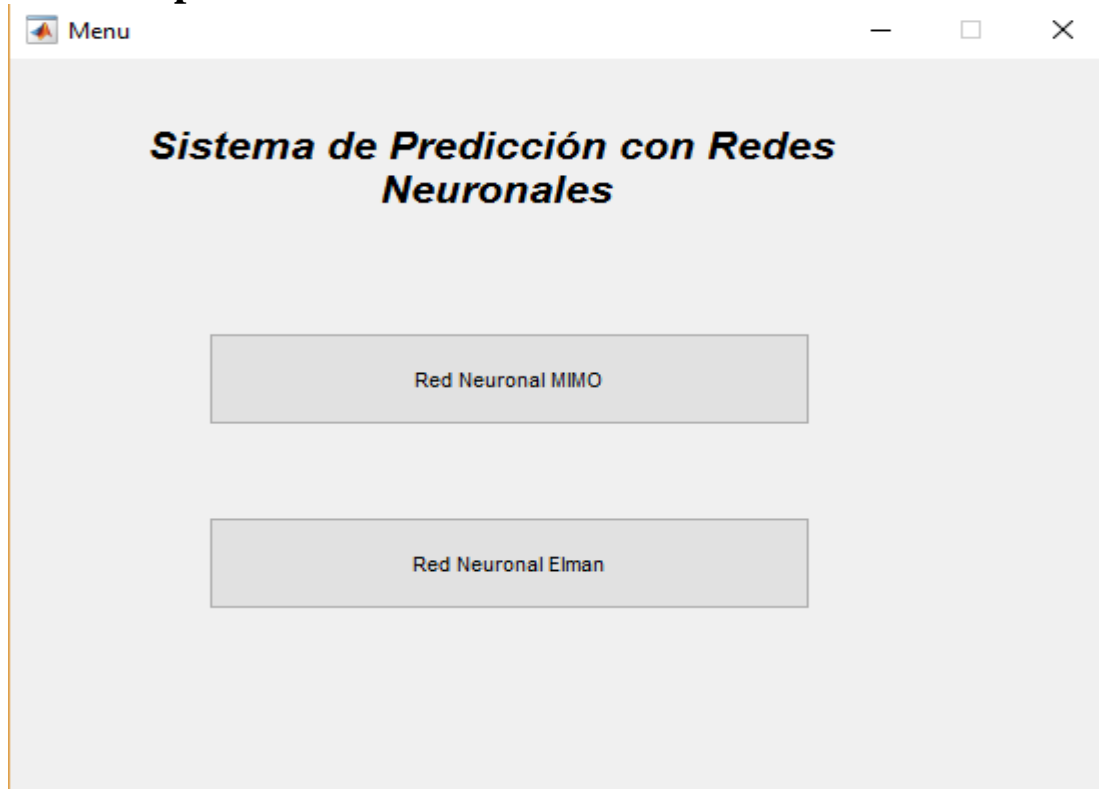 Menu
Sistema de Predicción con Redes
Neuronales
Red Neuronal MIMO
Red Neuronal Elman